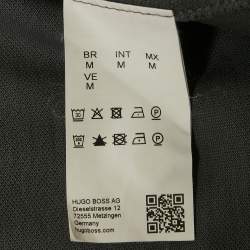 BR INT MX
M M M
VE
M
HUGO BOSS AG
Dieselstrasse 12
72555 Metzingen
Germany
hugoboss.com